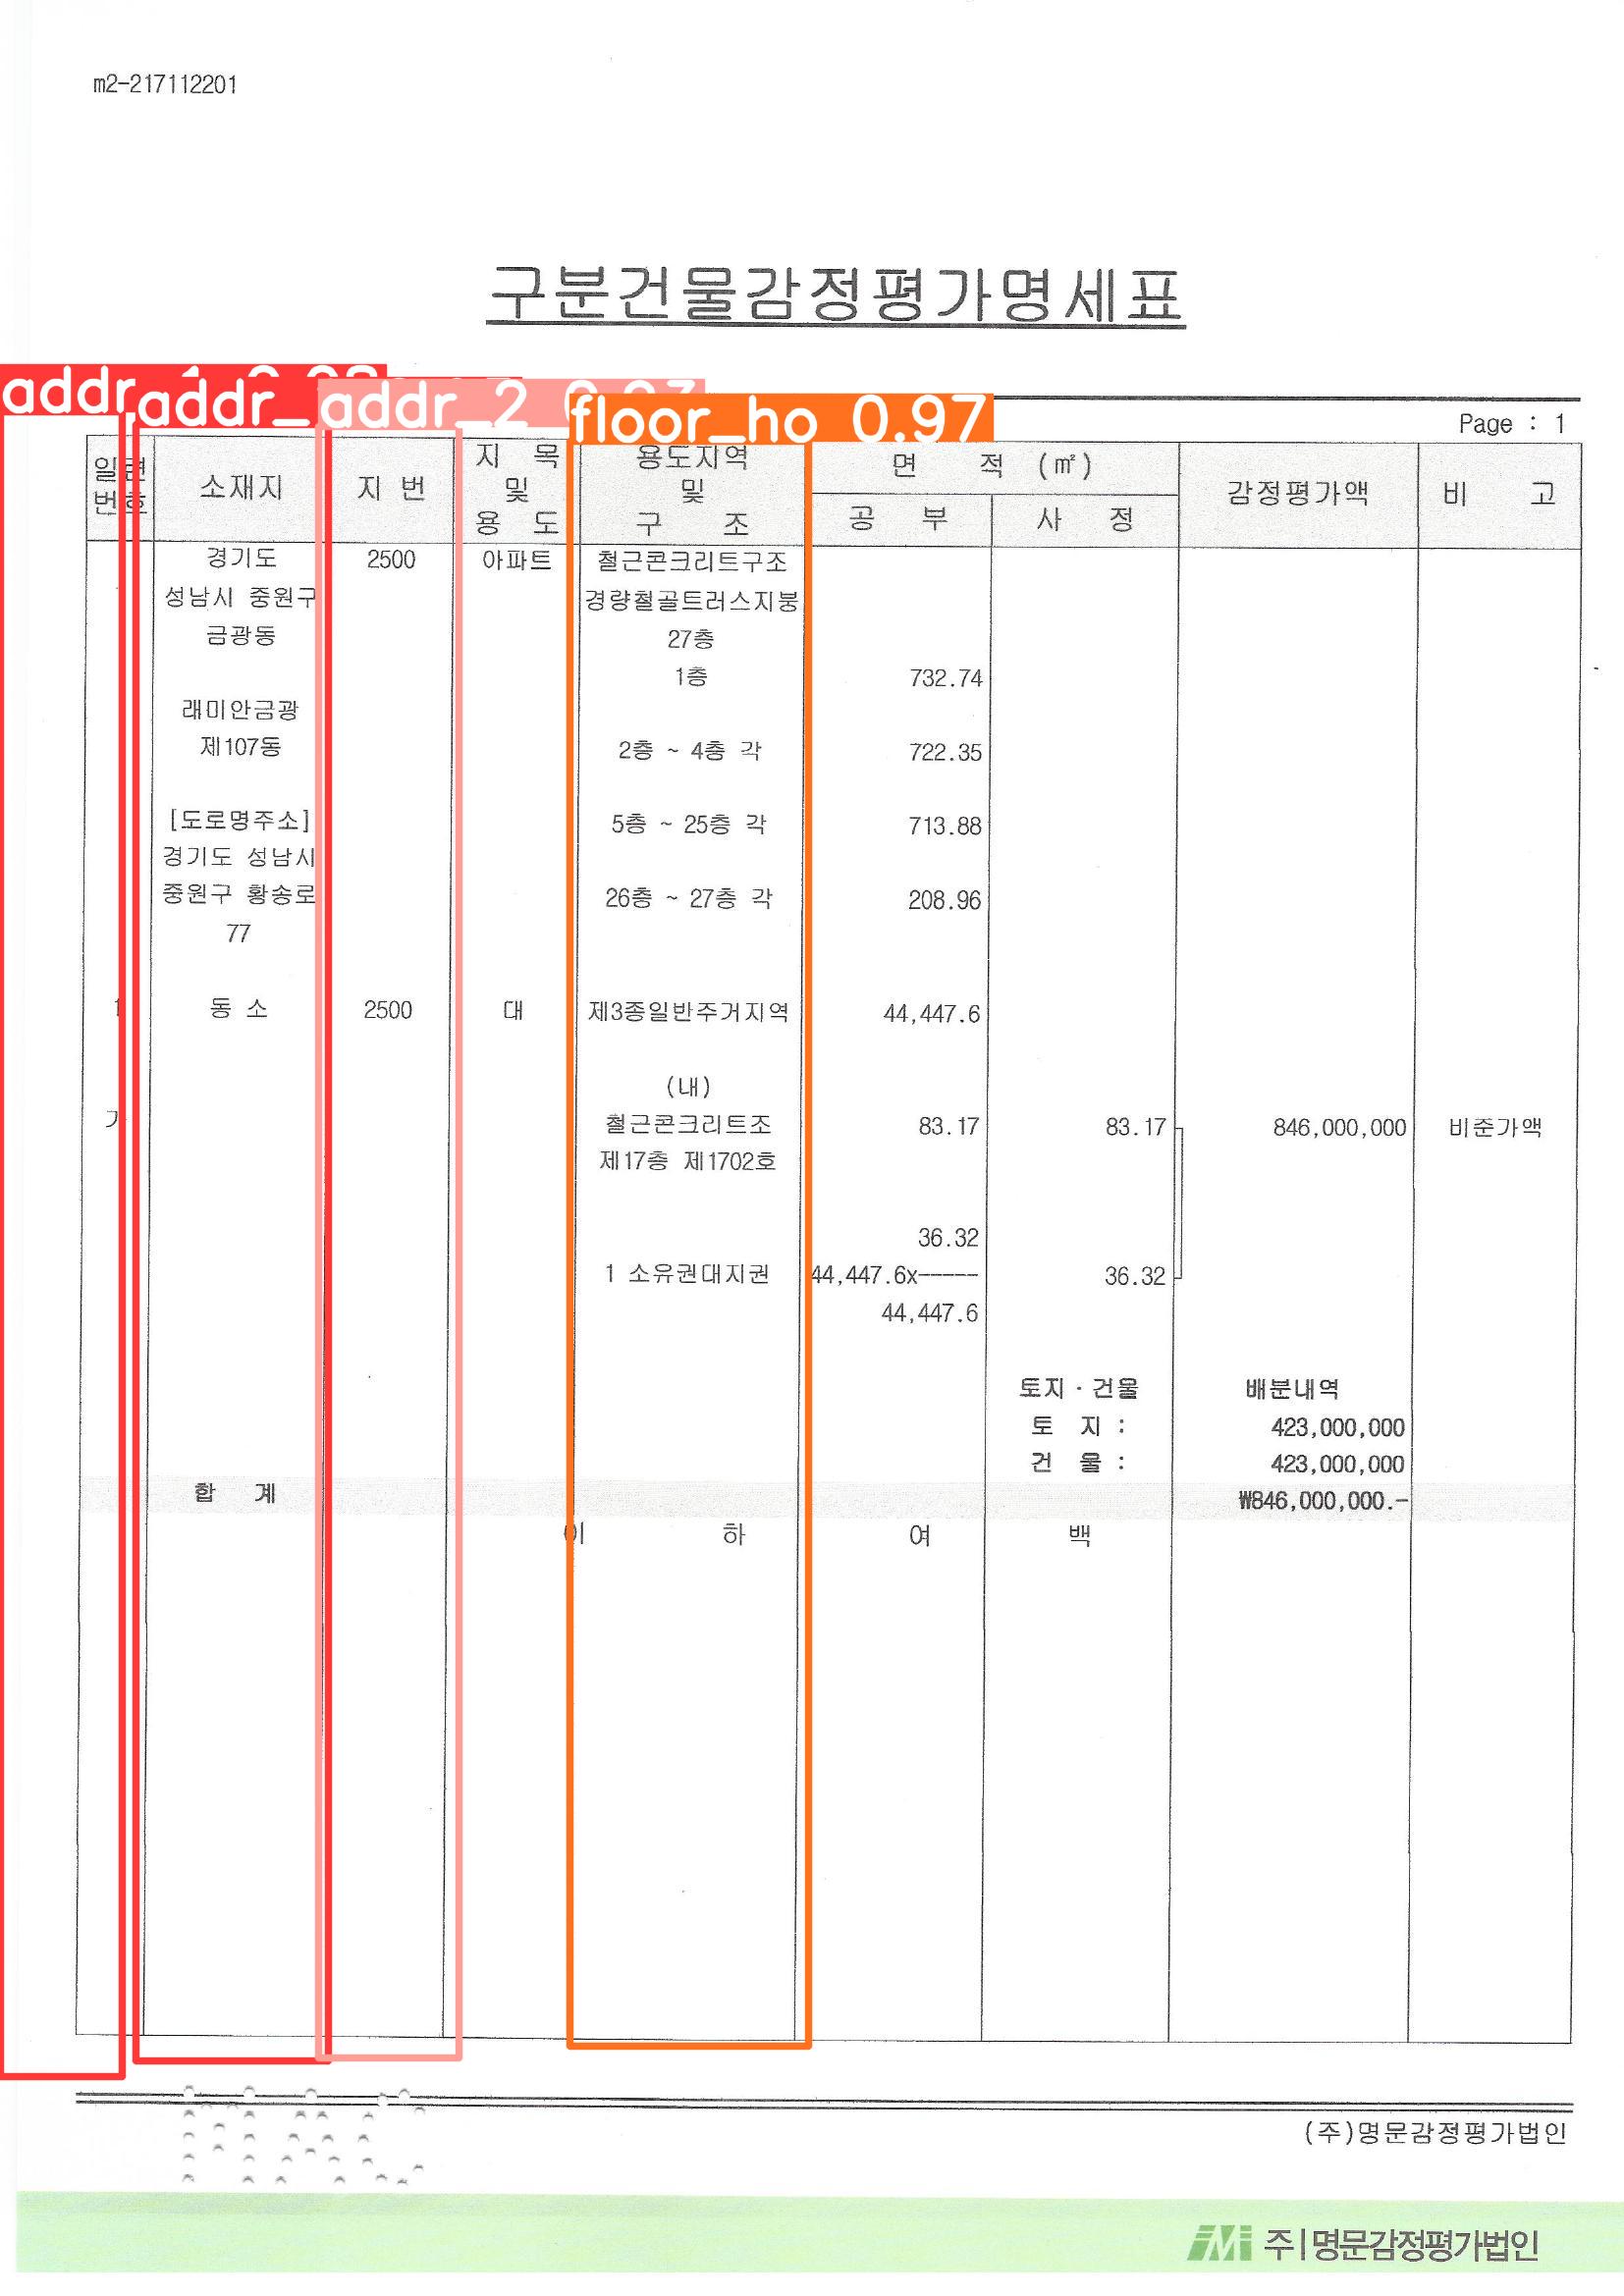 m2-217112201
구분건물감정평가명세표
addr_ addr_ addr_2 floor_ho 0.97
Page : 1
일련번호 소재지 지 번 지 목 및 용 도 용도지역 및 구 조 면 적 (㎡) 감정평가액 비 고
공 부 사 정
경기도 2500 아파트 철근콘크리트구조
성남시 중원구 경량철골트러스지붕
금광동 27층
1층 732.74
래미안금광
제107동 2층 ~ 4층 각 722.35
[도로명주소] 5층 ~ 25층 각 713.88
경기도 성남시
중원구 황송로 26층 ~ 27층 각 208.96
77
1 동 소 2500 대 제3종일반주거지역 44,447.6
(내)
가 철근콘크리트조 83.17 83.17 846,000,000 비준가액
제17층 제1702호
36.32
1 소유권대지권 44,447.6x----- 36.32
44,447.6
토지·건물 배분내역
토 지 : 423,000,000
건 물 : 423,000,000
합 계 ₩846,000,000.-
이 하 여 백
(주)명문감정평가법인
주|명문감정평가법인